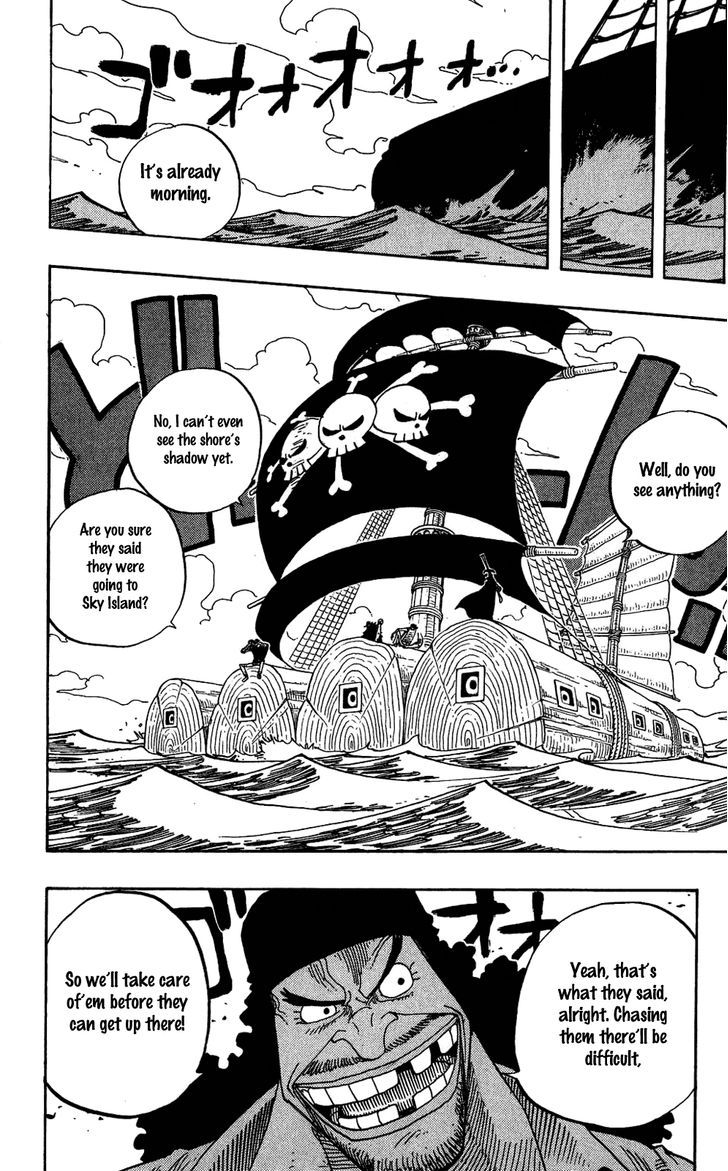 ゴオオオオオ…
It's already
morning.
Well, do you
see anything?
No, I can't even
see the shore's
shadow yet.
Are you sure
they said
they were
going to
Sky Island?
Yeah, that's
what they said,
alright. Chasing
them there'll be
difficult,
So we'll take care
of'em before they
can get up there!